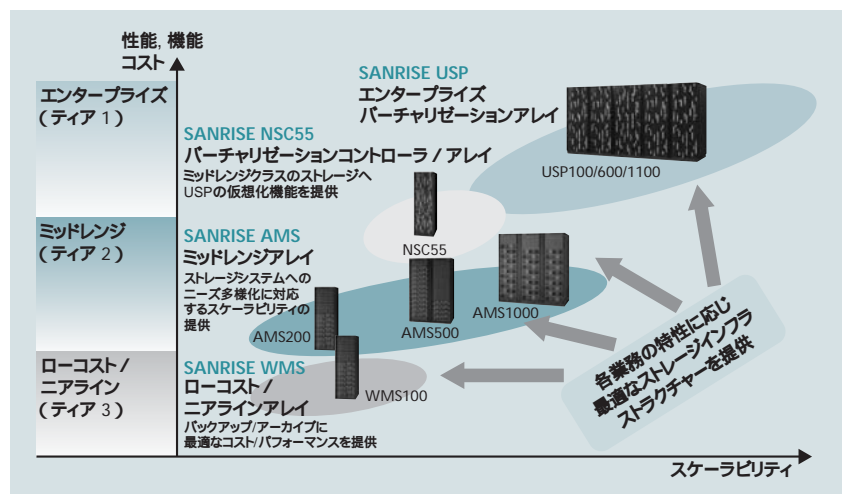 性能, 機能
コスト
エンタープライズ
(ティア 1)
SANRISE USP
エンタープライズ
バーチャリゼーションアレイ
USP100/600/1100
SANRISE NSC55
バーチャリゼーションコントローラ / アレイ
ミッドレンジクラスのストレージへ
USPの仮想化機能を提供
NSC55
ミッドレンジ
(ティア 2)
SANRISE AMS
ミッドレンジアレイ
ストレージシステムへの
ニーズ多様化に対応
するスケーラビリティの
提供
AMS200
AMS500
AMS1000
ローコスト /
ニアライン
(ティア 3)
SANRISE WMS
ローコスト /
ニアラインアレイ
バックアップ/アーカイブに
最適なコスト/パフォーマンスを提供
WMS100
各業務の特性に応じ
最適なストレージインフラ
ストラクチャーを提供
スケーラビリティ